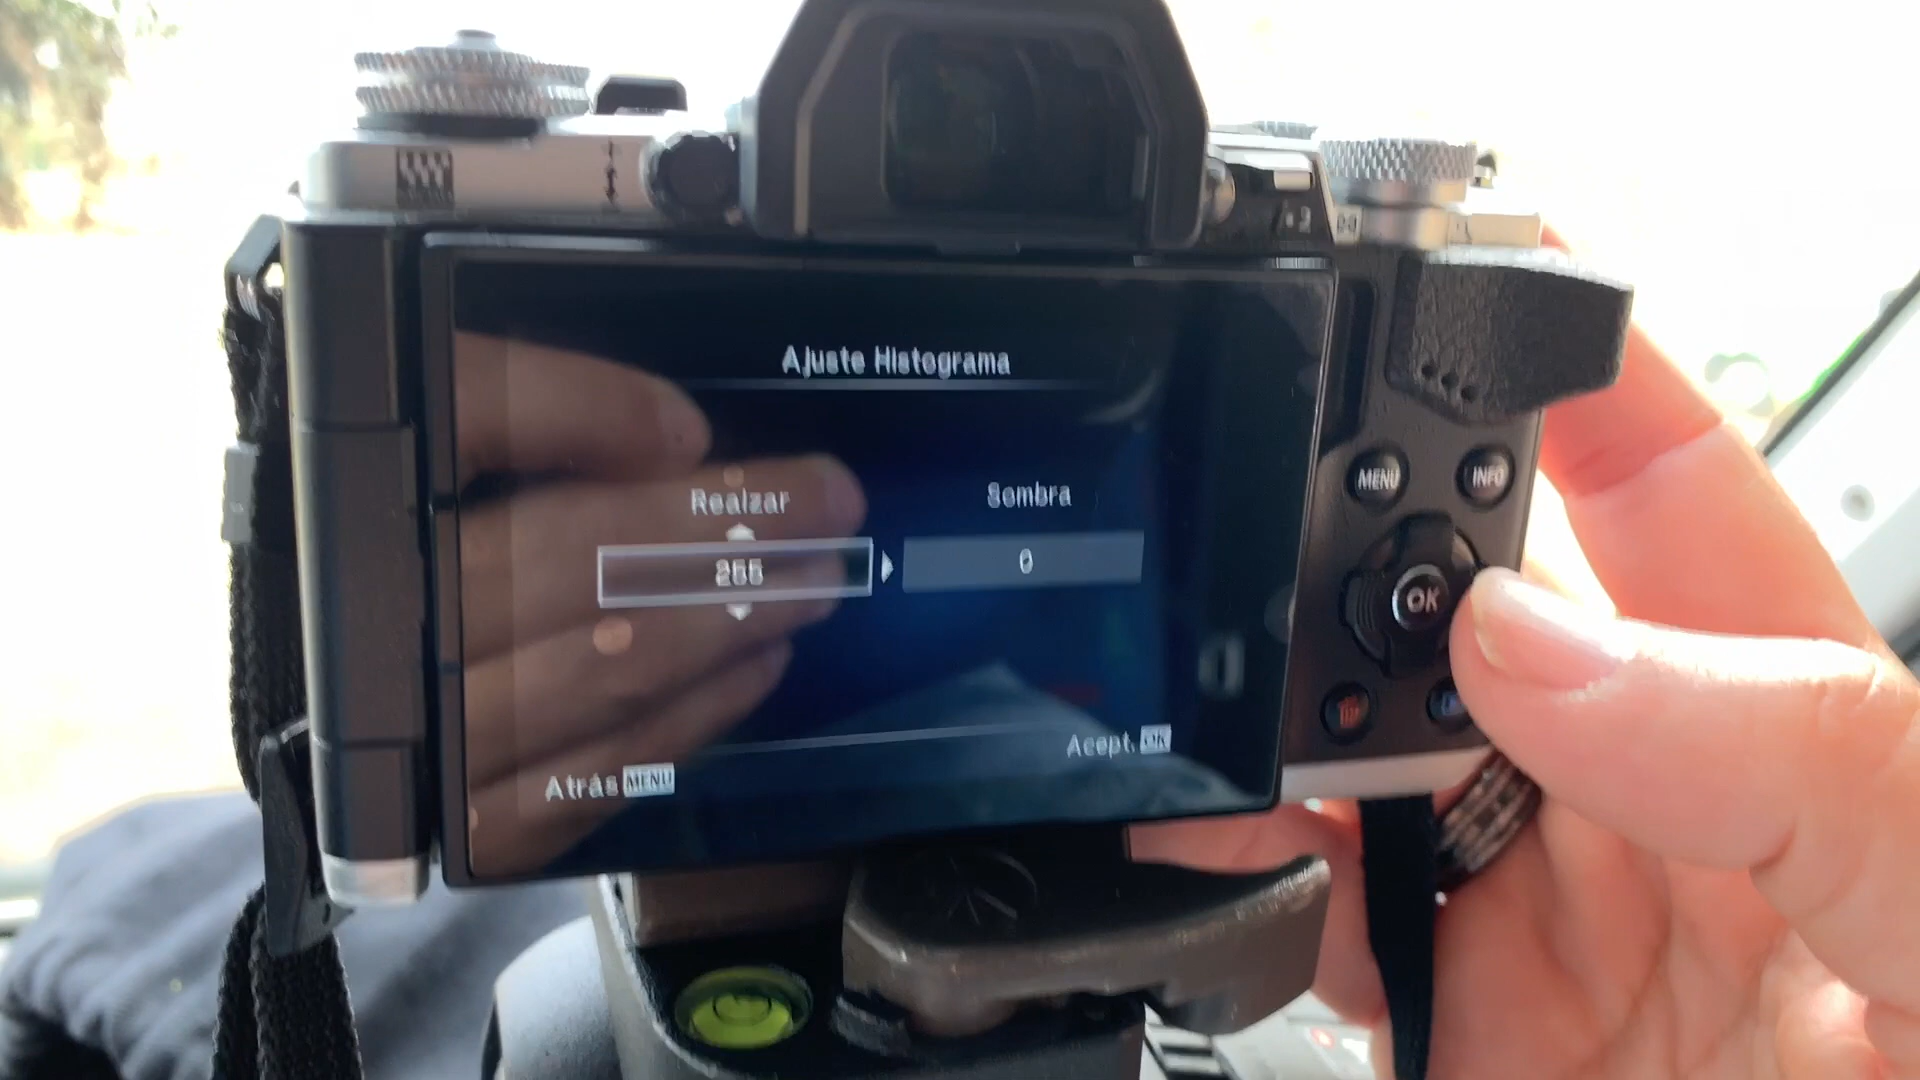 Ajuste Histograma
Realzar
Sombra
255
0
Atrás MENU
Acept. OK
MENU
INFO
OK